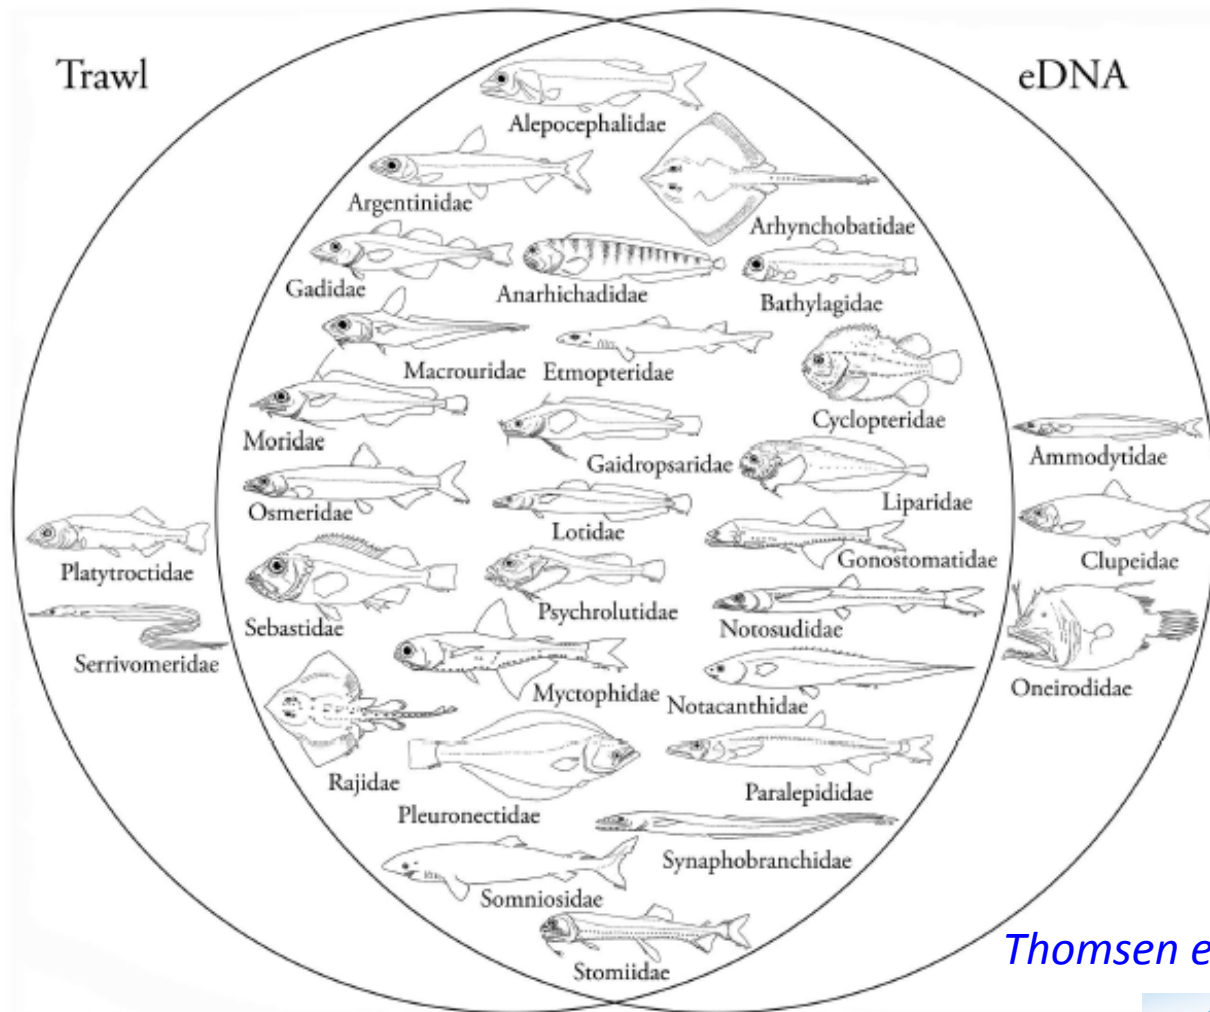 Trawl
eDNA
Alepocephalidae
Argentinidae
Arhynchobatidae
Gadidae
Anarhichadidae
Bathylagidae
Macrouridae
Etmopteridae
Cyclopteridae
Moridae
Gaidropsaridae
Ammodytidae
Liparidae
Osmeridae
Lotidae
Gonostomatidae
Clupeidae
Platytroctidae
Psychrolutidae
Sebastidae
Notosudidae
Serrivomeridae
Myctophidae
Notacanthidae
Oneirodidae
Rajidae
Paralepididae
Pleuronectidae
Synaphobranchidae
Somniosidae
Stomiidae
Thomsen e